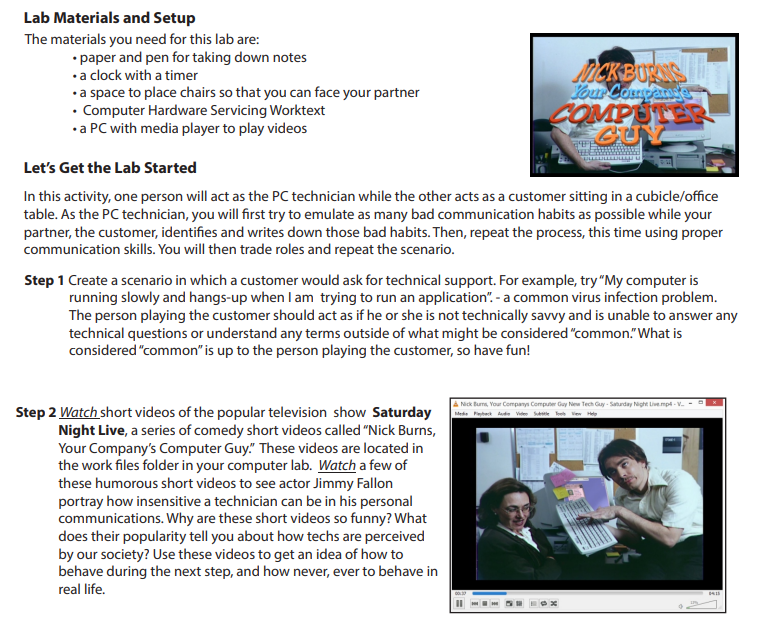 Lab Materials and Setup
The materials you need for this lab are:
• paper and pen for taking down notes
• a clock with a timer
• a space to place chairs so that you can face your partner
• Computer Hardware Servicing Worktext
• a PC with media player to play videos
NICK BURNS
Your Company's
COMPUTER
GUY
Let's Get the Lab Started
In this activity, one person will act as the PC technician while the other acts as a customer sitting in a cubicle/office
table. As the PC technician, you will first try to emulate as many bad communication habits as possible while your
partner, the customer, identifies and writes down those bad habits. Then, repeat the process, this time using proper
communication skills. You will then trade roles and repeat the scenario.
Step 1 Create a scenario in which a customer would ask for technical support. For example, try “My computer is
running slowly and hangs-up when I am trying to run an application”. - a common virus infection problem.
The person playing the customer should act as if he or she is not technically savvy and is unable to answer any
technical questions or understand any terms outside of what might be considered “common.” What is
considered “common” is up to the person playing the customer, so have fun!
Step 2 Watch short videos of the popular television show Saturday
Night Live, a series of comedy short videos called “Nick Burns,
Your Company's Computer Guy.” These videos are located in
the work files folder in your computer lab. Watch a few of
these humorous short videos to see actor Jimmy Fallon
portray how insensitive a technician can be in his personal
communications. Why are these short videos so funny? What
does their popularity tell you about how techs are perceived
by our society? Use these videos to get an idea of how to
behave during the next step, and how never, ever to behave in
real life.
Nick Burns, Your Companys Computer Guy New Tech Guy - Saturday Night Live.mp4 - V...
Media Playback Audio Video Subtitle Tools View Help
00:37 04:15